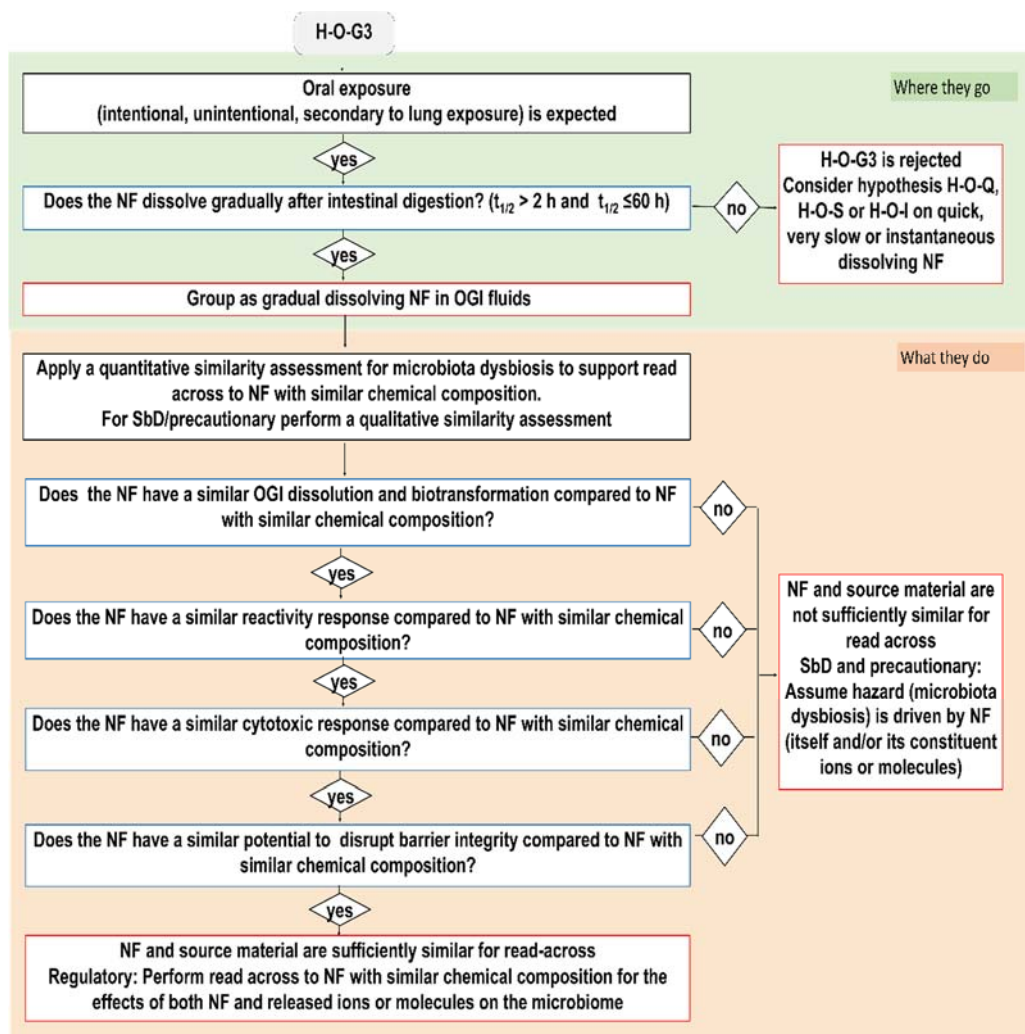 H-O-G3
Where they go
Oral exposure
(intentional, unintentional, secondary to lung exposure) is expected
yes
Does the NF dissolve gradually after intestinal digestion? (t1/2 > 2 h and t1/2 ≤60 h)
no
H-O-G3 is rejected
Consider hypothesis H-O-Q,
H-O-S or H-O-I on quick,
very slow or instantaneous
dissolving NF
yes
Group as gradual dissolving NF in OGI fluids
What they do
Apply a quantitative similarity assessment for microbiota dysbiosis to support read
across to NF with similar chemical composition.
For SbD/precautionary perform a qualitative similarity assessment
Does the NF have a similar OGI dissolution and biotransformation compared to NF
with similar chemical composition?
no
yes
Does the NF have a similar reactivity response compared to NF with similar chemical
composition?
no
yes
Does the NF have a similar cytotoxic response compared to NF with similar chemical
composition?
no
yes
Does the NF have a similar potential to disrupt barrier integrity compared to NF with
similar chemical composition?
no
NF and source material are
not sufficiently similar for
read across
SbD and precautionary:
Assume hazard (microbiota
dysbiosis) is driven by NF
(itself and/or its constituent
ions or molecules)
yes
NF and source material are sufficiently similar for read-across
Regulatory: Perform read across to NF with similar chemical composition for the
effects of both NF and released ions or molecules on the microbiome